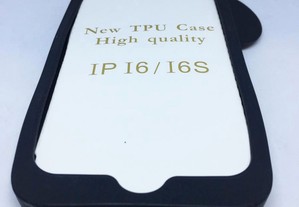 New TPU Case
High quality
IP I6/I6S